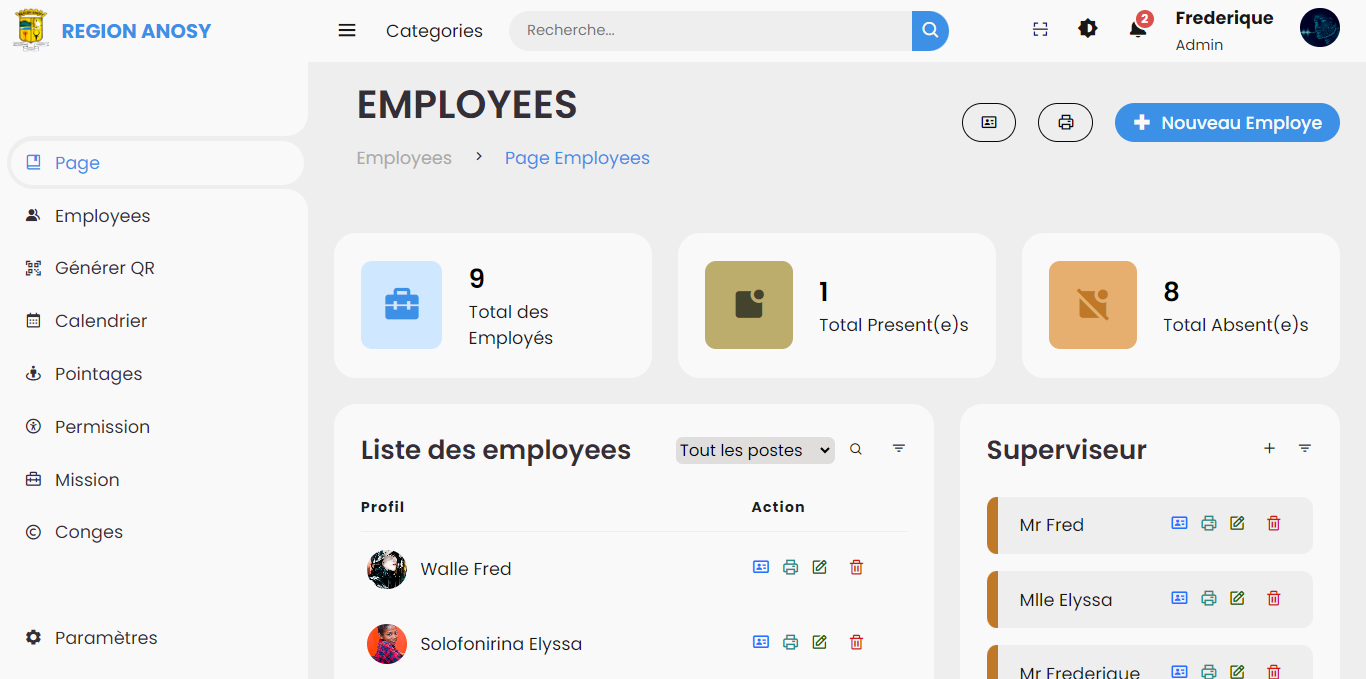 REGION ANOSY
Categories
Recherche...
2
Frederique
Admin
Page
Employees
Générer QR
Calendrier
Pointages
Permission
Mission
Conges
Paramètres
EMPLOYEES
Employees > Page Employees
Nouveau Employe
9
Total des
Employés
1
Total Present(e)s
8
Total Absent(e)s
Liste des employees
Tout les postes
Profil Action
Walle Fred
Solofonirina Elyssa
Superviseur
Mr Fred
Mlle Elyssa
Mr Frederique